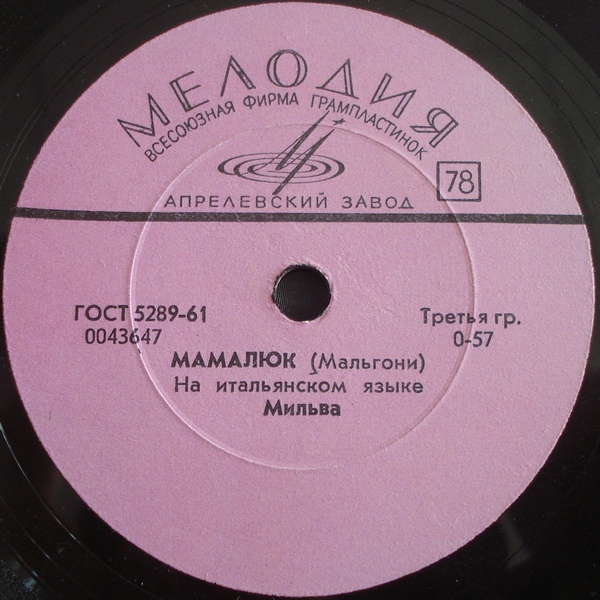 МЕЛОДИЯ
ВСЕСОЮЗНАЯ ФИРМА ГРАМПЛАСТИНОК
78
АПРЕЛЕВСКИЙ ЗАВОД
ГОСТ 5289-61 Третья гр.
0043647 0-57
МАМАЛЮК (Мальгони)
На итальянском языке
Мильва